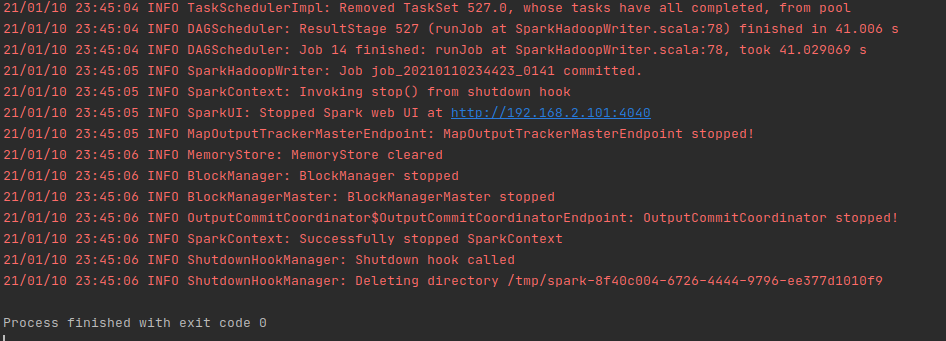 21/01/10 23:45:04 INFO TaskSchedulerImpl: Removed TaskSet 527.0, whose tasks have all completed, from pool
21/01/10 23:45:04 INFO DAGScheduler: ResultStage 527 (runJob at SparkHadoopWriter.scala:78) finished in 41.006 s
21/01/10 23:45:04 INFO DAGScheduler: Job 14 finished: runJob at SparkHadoopWriter.scala:78, took 41.029069 s
21/01/10 23:45:05 INFO SparkHadoopWriter: Job job_20210110234423_0141 committed.
21/01/10 23:45:05 INFO SparkContext: Invoking stop() from shutdown hook
21/01/10 23:45:05 INFO SparkUI: Stopped Spark web UI at http://192.168.2.101:4040
21/01/10 23:45:05 INFO MapOutputTrackerMasterEndpoint: MapOutputTrackerMasterEndpoint stopped!
21/01/10 23:45:06 INFO MemoryStore: MemoryStore cleared
21/01/10 23:45:06 INFO BlockManager: BlockManager stopped
21/01/10 23:45:06 INFO BlockManagerMaster: BlockManagerMaster stopped
21/01/10 23:45:06 INFO OutputCommitCoordinator$OutputCommitCoordinatorEndpoint: OutputCommitCoordinator stopped!
21/01/10 23:45:06 INFO SparkContext: Successfully stopped SparkContext
21/01/10 23:45:06 INFO ShutdownHookManager: Shutdown hook called
21/01/10 23:45:06 INFO ShutdownHookManager: Deleting directory /tmp/spark-8f40c004-6726-4444-9796-ee377d1010f9
Process finished with exit code 0